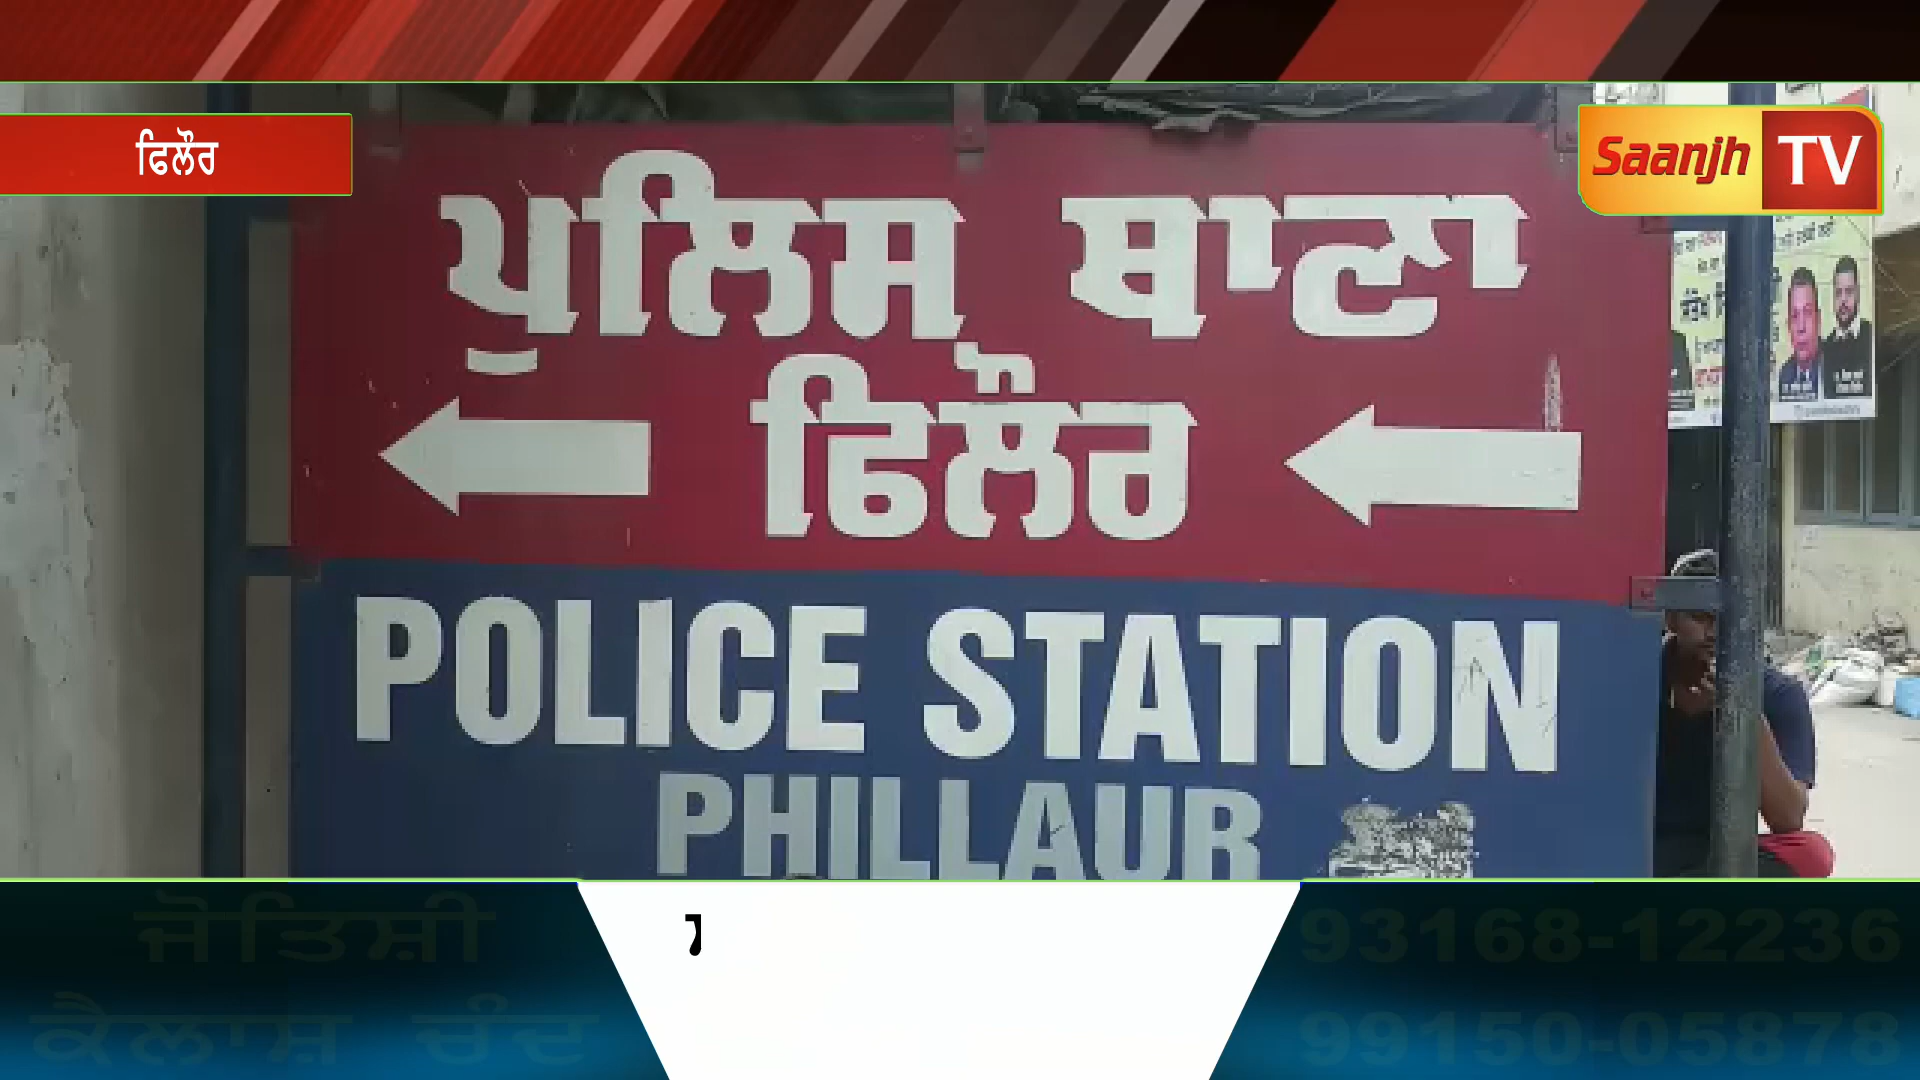 ਫਿਲੌਰ
Saanjh TV
ਪੁਲਿਸ ਥਾਣਾ
ਫਿਲੌਰ
POLICE STATION
PHILLAUR
ਜੋਤਿਸ਼ੀ
ਕੈਲਾਸ਼ ਚੰਦ
93168-12236
99150-05878